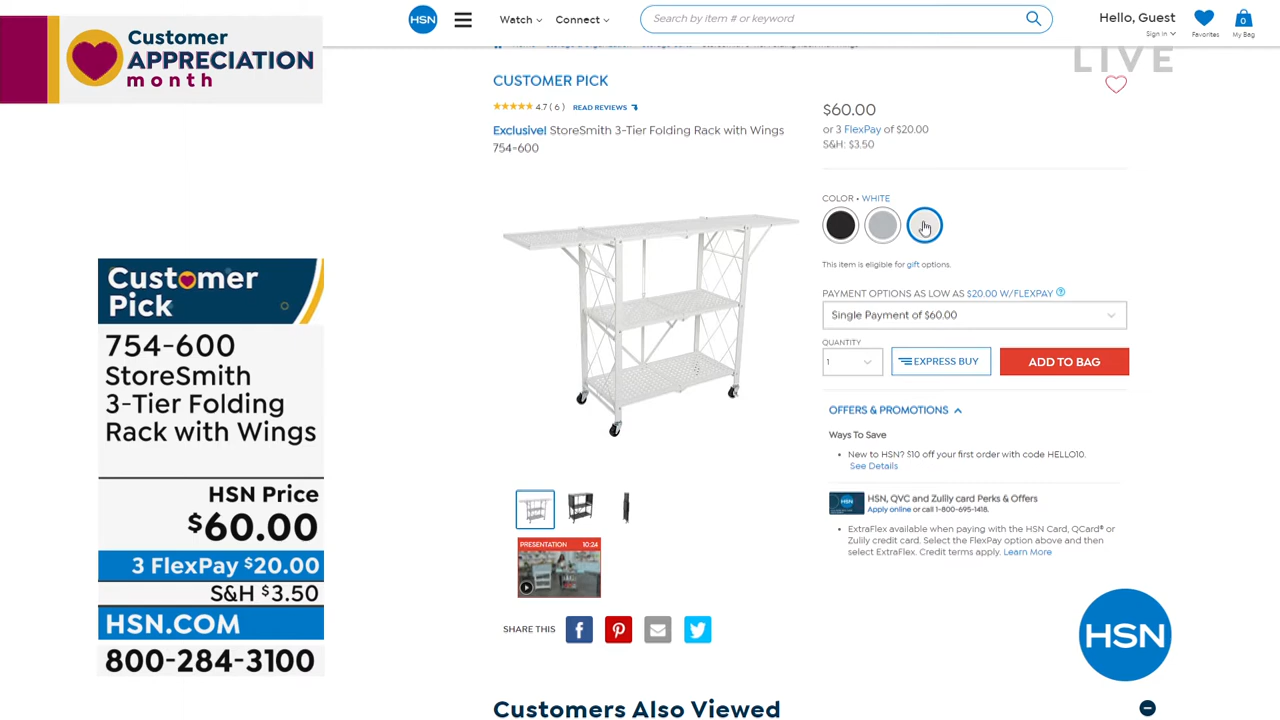 Customer
APPRECIATION
month
HSN
Watch
Connect
Search by item # or keyword
Hello, Guest
Sign in
Favorites
0
My Bag
LIVE
CUSTOMER PICK
4.7 ( 6 )
READ REVIEWS
Exclusive! StoreSmith 3-Tier Folding Rack with Wings
754-600
$60.00
or 3 FlexPay of $20.00
S&H: $3.50
COLOR • WHITE
This item is eligible for gift options.
PAYMENT OPTIONS AS LOW AS $20.00 W/FLEXPAY ?
Single Payment of $60.00
QUANTITY
1
EXPRESS BUY
ADD TO BAG
OFFERS & PROMOTIONS
Ways To Save
• New to HSN? $10 off your first order with code HELLO10.
See Details
HSN, QVC and Zulily card Perks & Offers
Apply online or call 1-800-695-1418.
• ExtraFlex available when paying with the HSN Card, QCard® or
Zulily credit card. Select the FlexPay option above and then
select ExtraFlex. Credit terms apply. Learn More
PRESENTATION 10:24
SHARE THIS
Customers Also Viewed
Customer
Pick
754-600
StoreSmith
3-Tier Folding
Rack with Wings
HSN Price
$60.00
3 FlexPay $20.00
S&H $3.50
HSN.COM
800-284-3100
HSN